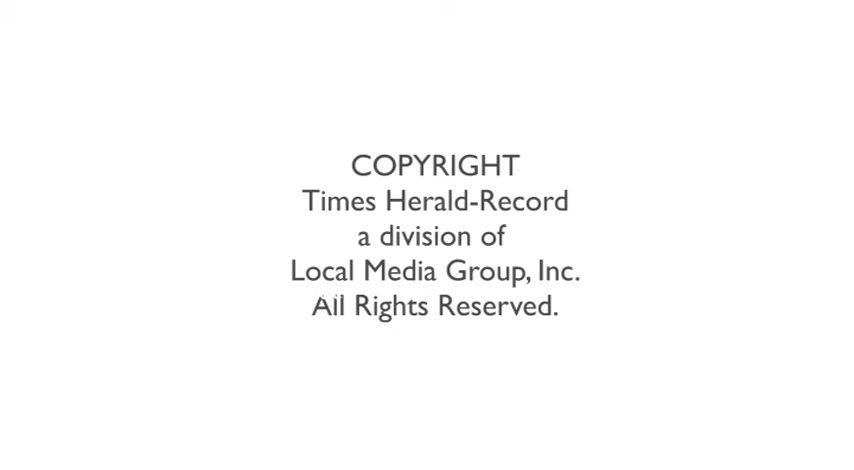 COPYRIGHT
Times Herald-Record
a division of
Local Media Group, Inc.
All Rights Reserved.